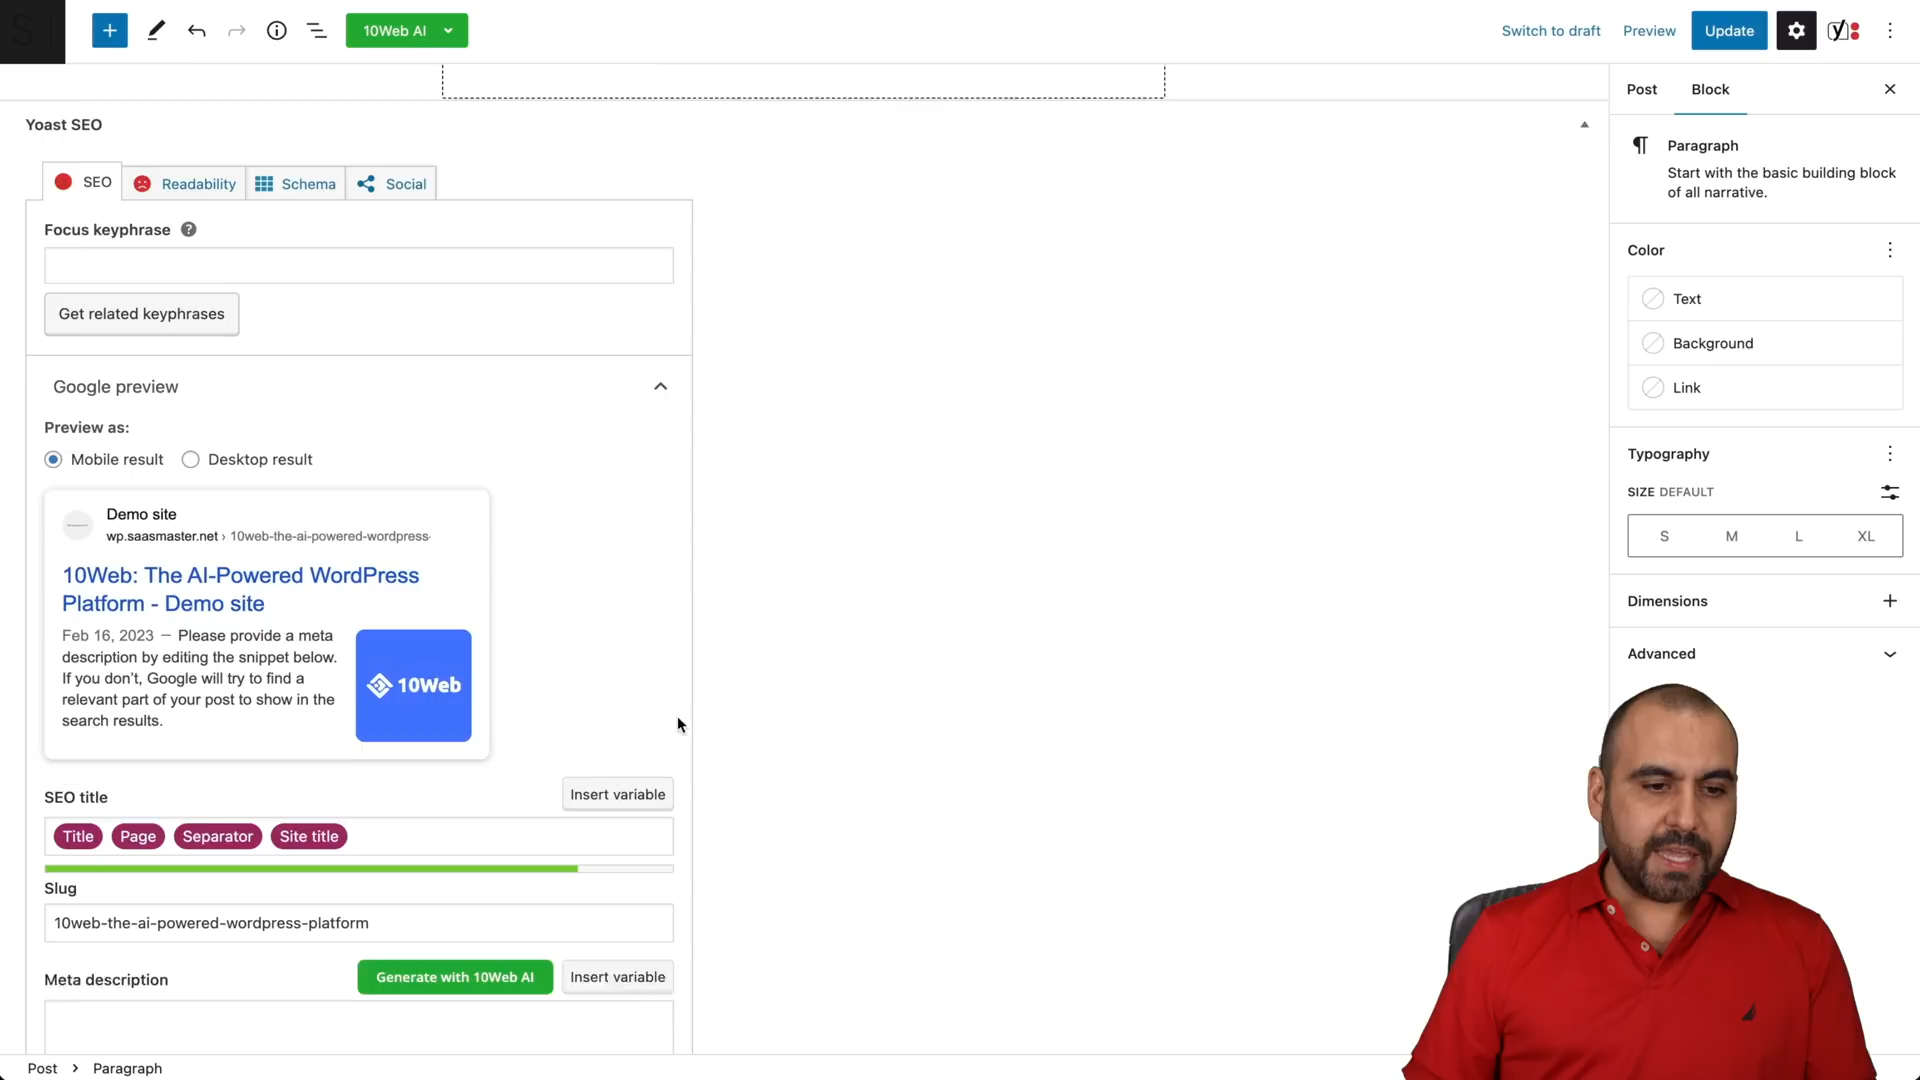 10Web AI
Switch to draft
Preview
Update
Post
Block
Yoast SEO
SEO
Readability
Schema
Social
Focus keyphrase
Get related keyphrases
Google preview
Preview as:
Mobile result
Desktop result
Demo site
wp.saasmaster.net › 10web-the-ai-powered-wordpress-
10Web: The AI-Powered WordPress
Platform - Demo site
Feb 16, 2023 — Please provide a meta
description by editing the snippet below.
If you don't, Google will try to find a
relevant part of your post to show in the
search results.
10Web
SEO title
Insert variable
Title
Page
Separator
Site title
Slug
10web-the-ai-powered-wordpress-platform
Meta description
Generate with 10Web AI
Insert variable
Post > Paragraph
Paragraph
Start with the basic building block
of all narrative.
Color
Text
Background
Link
Typography
SIZE DEFAULT
S
M
L
XL
Dimensions
Advanced